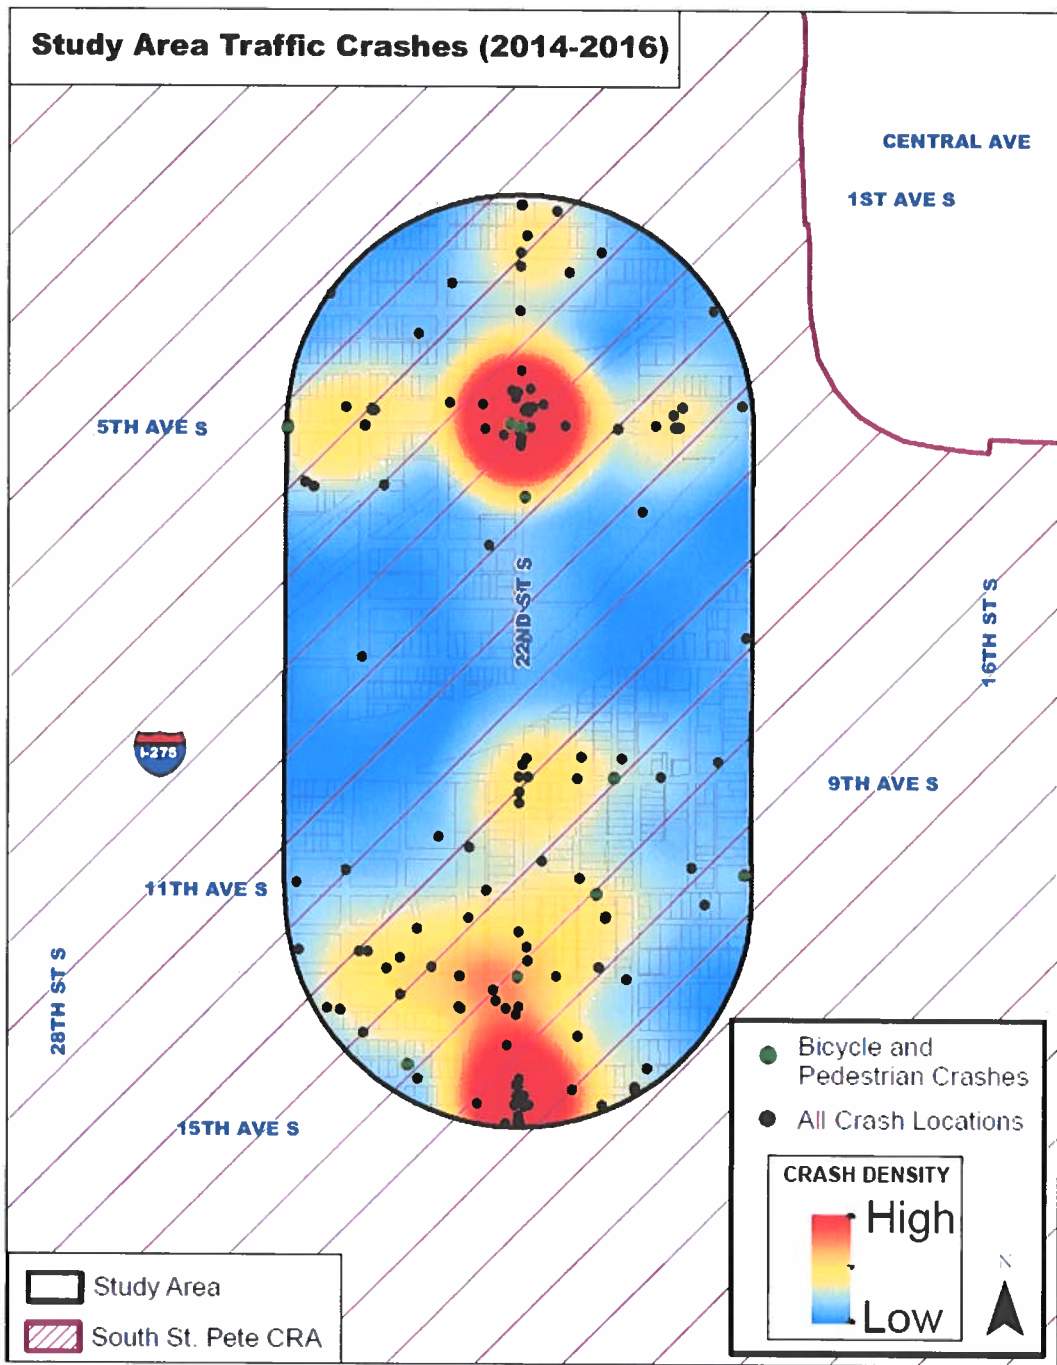 Study Area Traffic Crashes (2014-2016)
CENTRAL AVE
1ST AVE S
5TH AVE S
22ND ST S
16TH ST S
I-275
9TH AVE S
11TH AVE S
28TH ST S
15TH AVE S
Bicycle and
Pedestrian Crashes
All Crash Locations
CRASH DENSITY
High
Low
N
Study Area
South St. Pete CRA